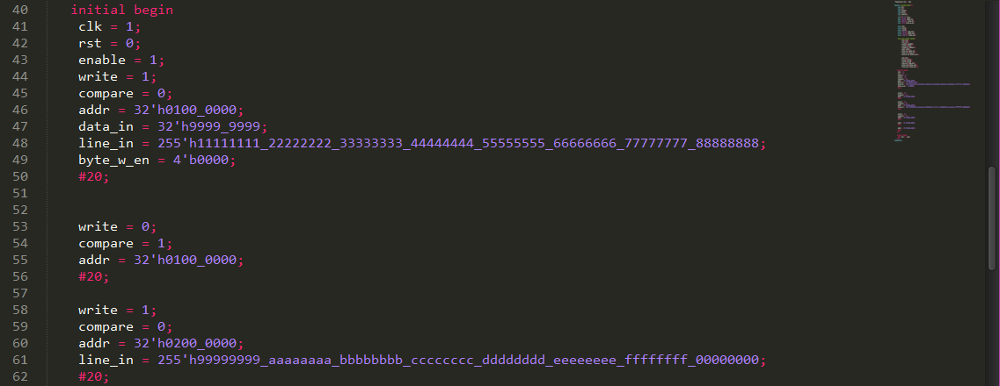 40 initial begin
41 clk = 1;
42 rst = 0;
43 enable = 1;
44 write = 1;
45 compare = 0;
46 addr = 32'h0100_0000;
47 data_in = 32'h9999_9999;
48 line_in = 255'h11111111_22222222_33333333_44444444_55555555_66666666_77777777_88888888;
49 byte_w_en = 4'b0000;
50 #20;
51
52
53 write = 0;
54 compare = 1;
55 addr = 32'h0100_0000;
56 #20;
57
58 write = 1;
59 compare = 0;
60 addr = 32'h0200_0000;
61 line_in = 255'h99999999_aaaaaaaa_bbbbbbbb_cccccccc_dddddddd_eeeeeeee_ffffffff_00000000;
62 #20;